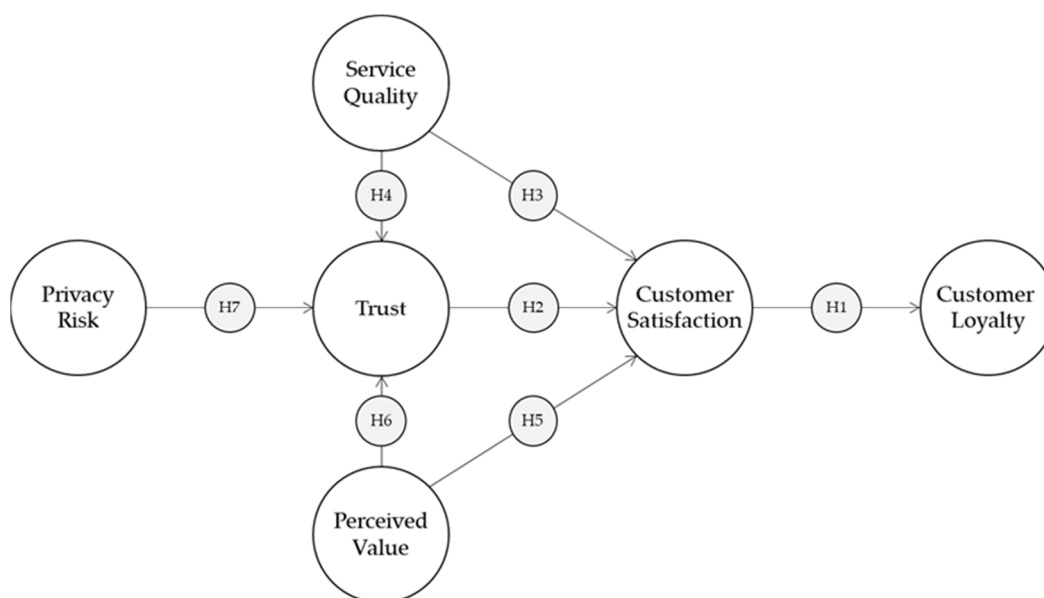 Service
Quality
H4
H3
Privacy
Risk
H7
Trust
H2
Customer
Satisfaction
H1
Customer
Loyalty
H6
H5
Perceived
Value